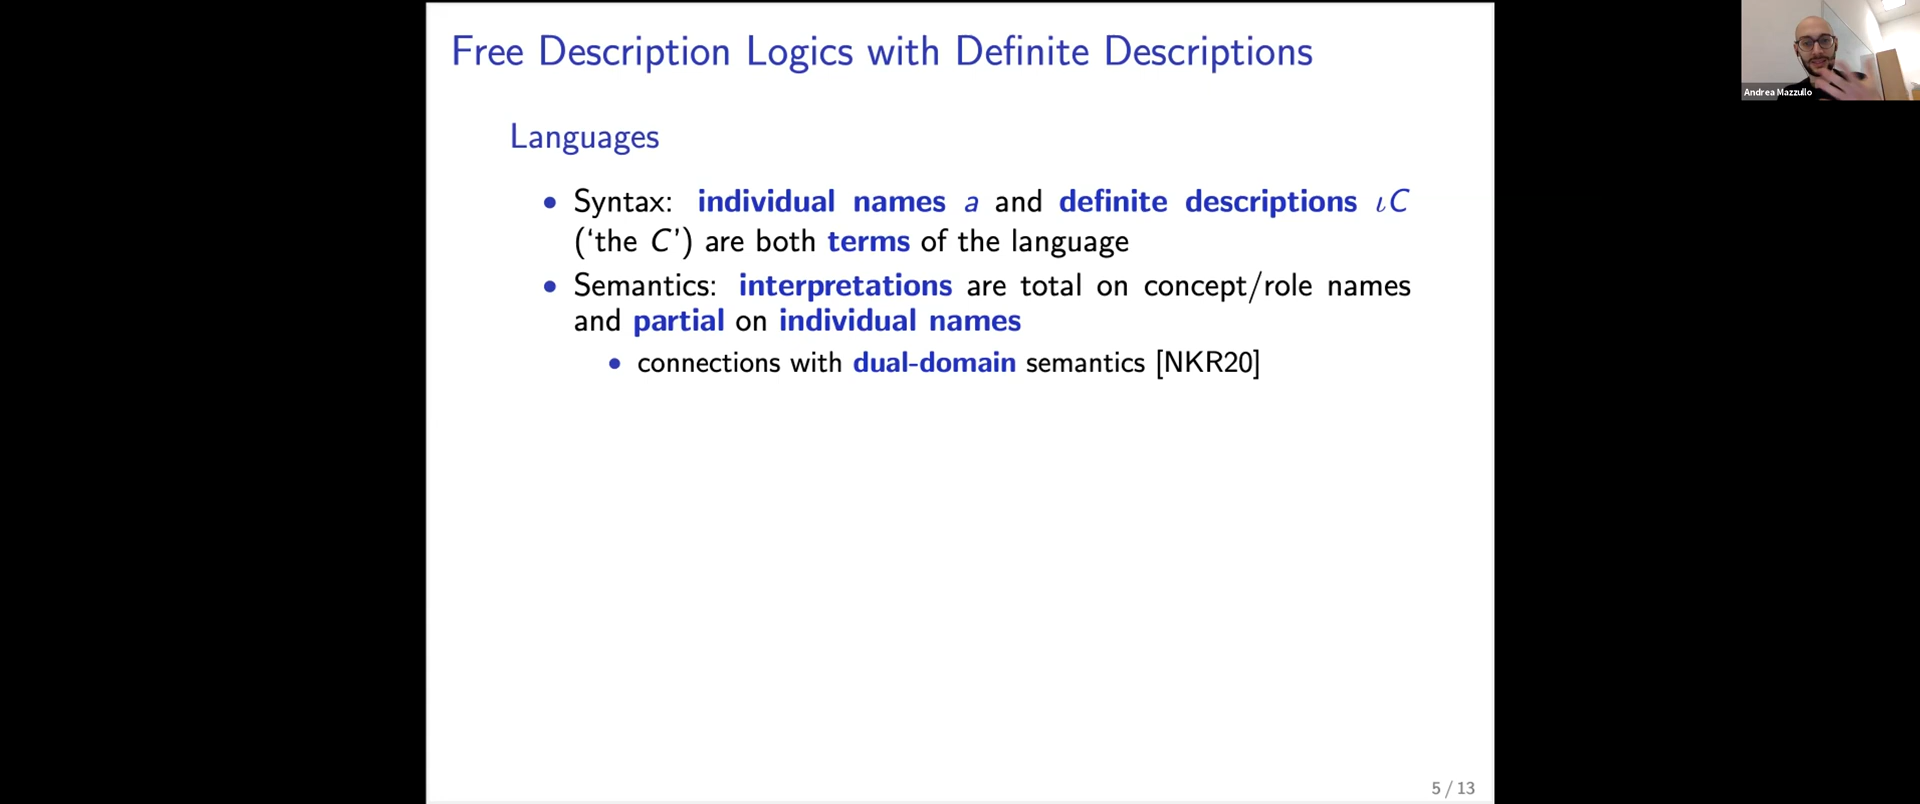 Free Description Logics with Definite Descriptions
Andrea Mazzullo
Languages
• Syntax: individual names a and definite descriptions ιC
(‘the C’) are both terms of the language
• Semantics: interpretations are total on concept/role names
and partial on individual names
• connections with dual-domain semantics [NKR20]
5 / 13